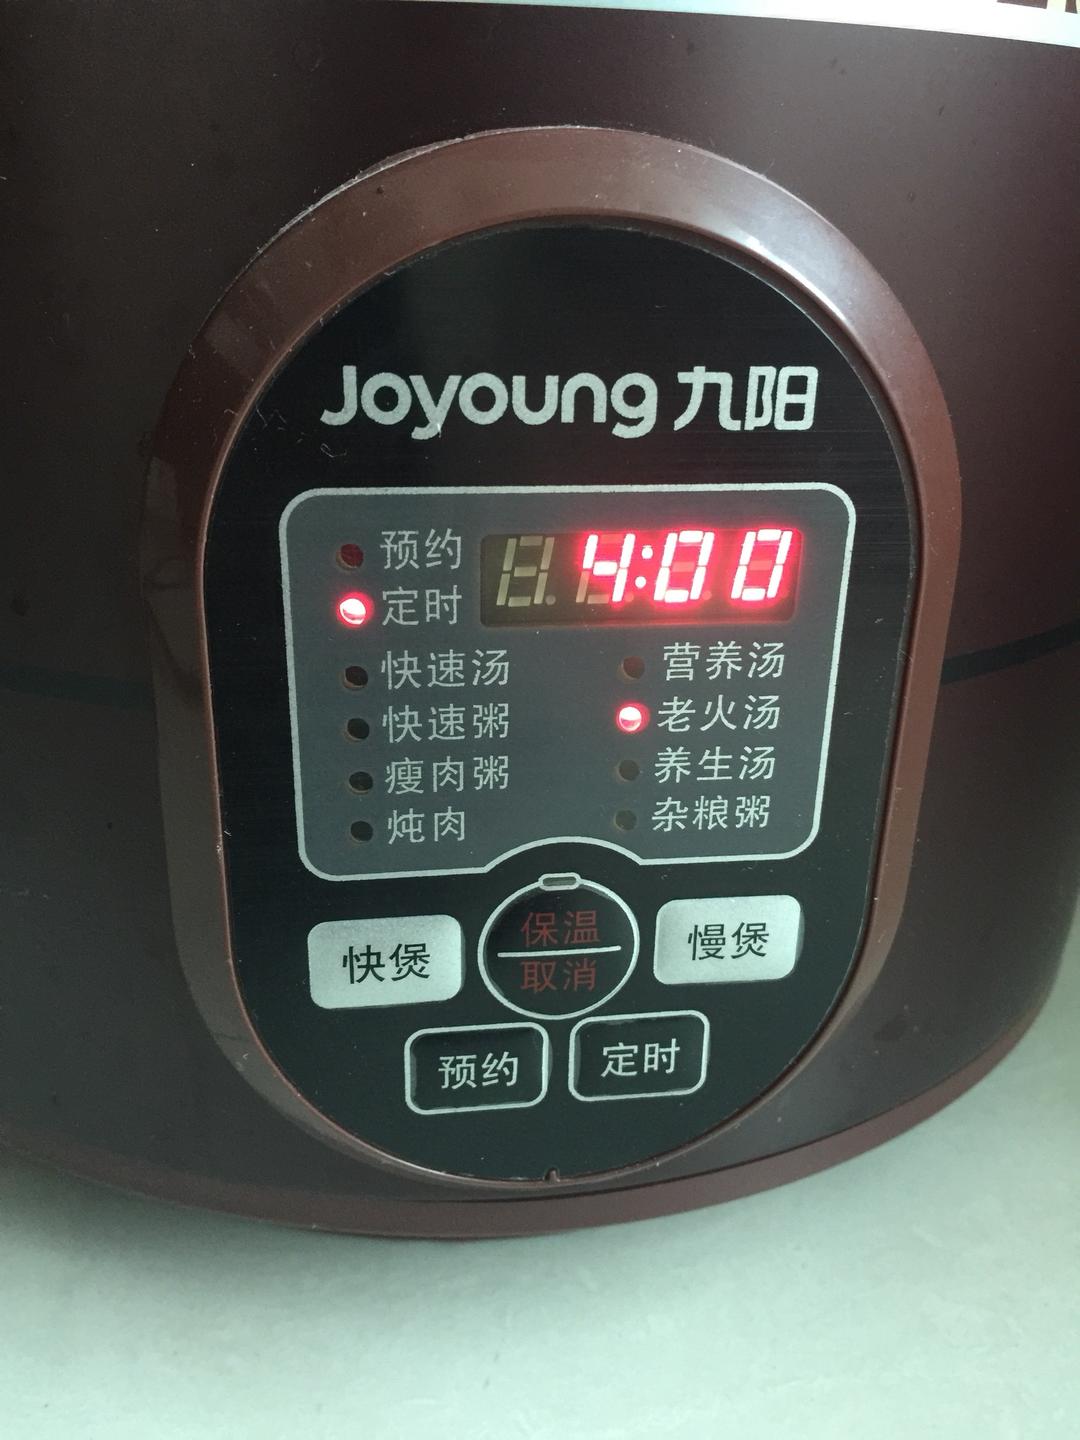 Joyoung 九阳
预约
定时
4:00
快速汤
营养汤
快速粥
老火汤
瘦肉粥
养生汤
炖肉
杂粮粥
快煲
保温
取消
慢煲
预约
定时